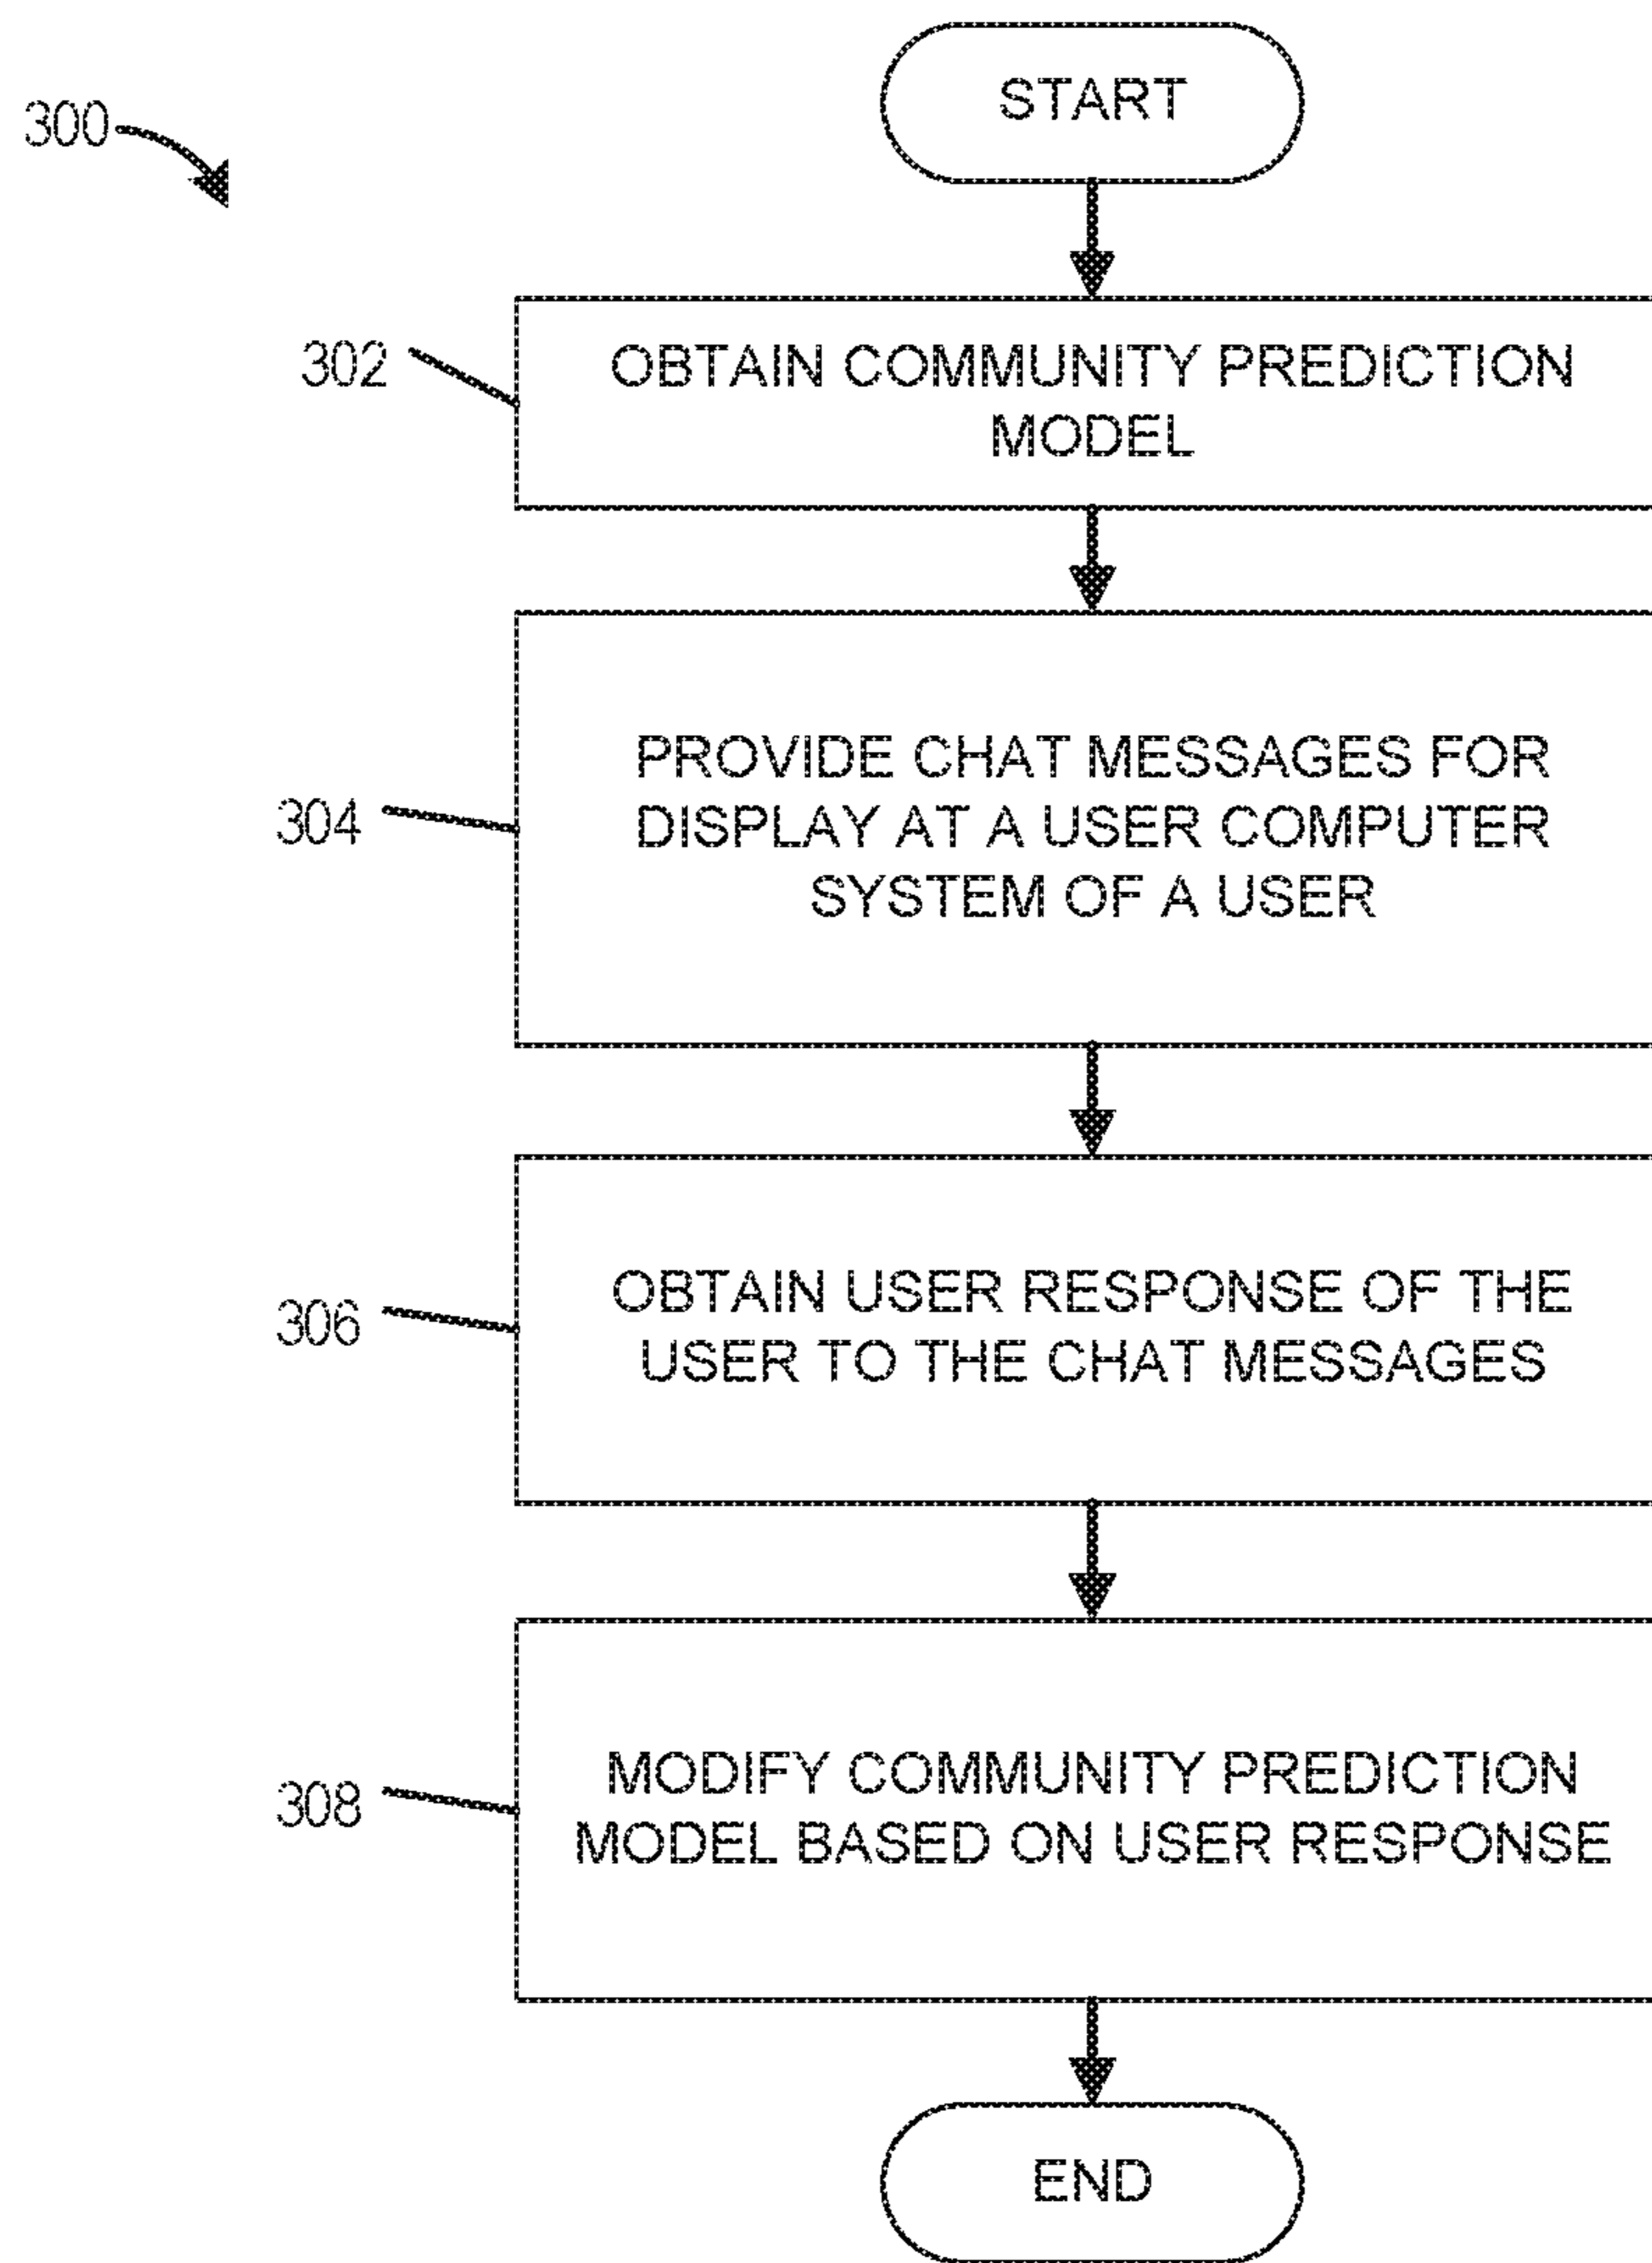 300
START
302
OBTAIN COMMUNITY PREDICTION
MODEL
304
PROVIDE CHAT MESSAGES FOR
DISPLAY AT A USER COMPUTER
SYSTEM OF A USER
306
OBTAIN USER RESPONSE OF THE
USER TO THE CHAT MESSAGES
308
MODIFY COMMUNITY PREDICTION
MODEL BASED ON USER RESPONSE
END